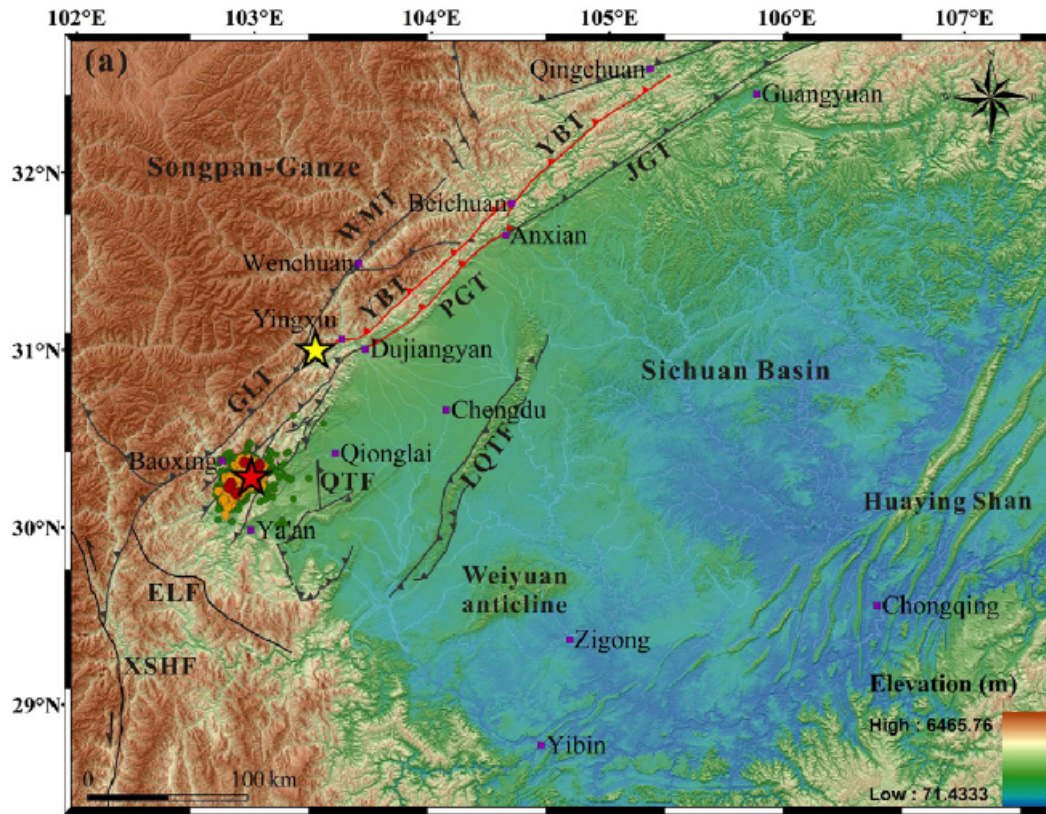 102°E 103°E 104°E 105°E 106°E 107°E
(a)
Qingchuan
Guangyuan
YBT
JGT
32°N
Songpan-Ganze
WMT
Beichuan
Anxian
Wenchuan
YBT
PGT
Yingxiu
31°N
Dujiangyan
Sichuan Basin
GLT
Chengdu
Baoxing
Qionglai
LQTF
QTF
Huaying Shan
30°N
Ya'an
Weiyuan
anticline
ELF
Chongqing
Zigong
XSHF
Elevation (m)
29°N
High : 6465.76
Yibin
0 100 km
Low : 71.4333